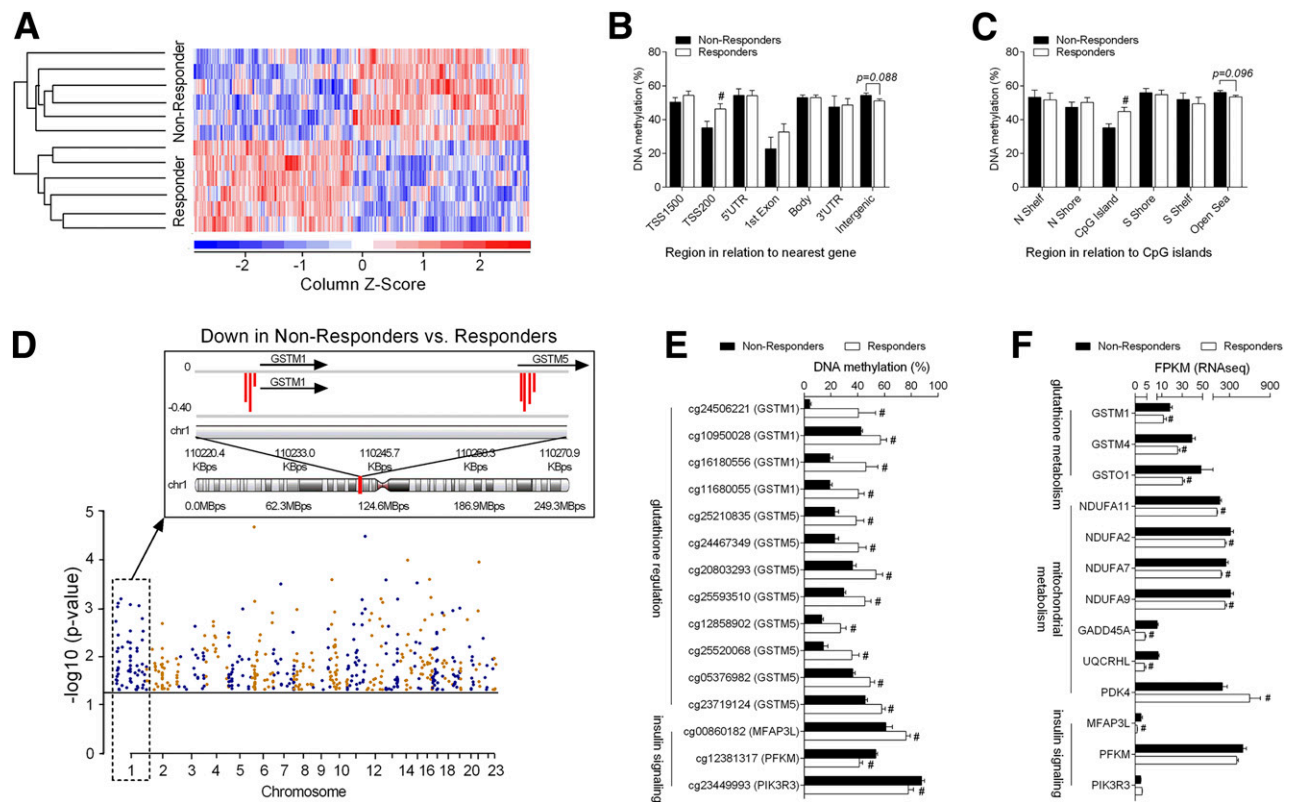 A
Non-Responder
Responder
-2 -1 0 1 2
Column Z-Score
B
Non-Responders
Responders
DNA methylation (%)
80
60
40
20
0
#
p=0.088
TSS1500
TSS200
5'UTR
1st Exon
Body
3'UTR
Intergenic
Region in relation to nearest gene
C
Non-Responders
Responders
DNA methylation (%)
80
60
40
20
0
#
p=0.096
N Shelf
N Shore
CpG Island
S Shore
S Shelf
Open Sea
Region in relation to CpG islands
D
Down in Non-Responders vs. Responders
0
GSTM1
GSTM5
GSTM1
-0.40
chr1
110220.4 KBps
110233.0 KBps
110245.7 KBps
110258.3 KBps
110270.9 KBps
chr1
0.0MBps 62.3MBps 124.6MBps 186.9MBps 249.3MBps
-log10 (p-value)
5
4
3
2
1
0
1 2 3 4 5 6 7 8 9 10 11 12 13 14 16 18 19 20 21 23
Chromosome
E
Non-Responders
Responders
DNA methylation (%)
0 20 40 60 80 100
glutathione regulation
cg24506221 (GSTM1) #
cg10950028 (GSTM1) #
cg16180556 (GSTM1) #
cg11680055 (GSTM1) #
cg25210835 (GSTM5) #
cg24467349 (GSTM5) #
cg20803293 (GSTM5) #
cg25593510 (GSTM5) #
cg12858902 (GSTM5) #
cg25520068 (GSTM5) #
cg05376982 (GSTM5) #
cg23719124 (GSTM5) #
insulin signaling
cg00860182 (MFAP3L) #
cg12381317 (PFKM) #
cg23449993 (PIK3R3) #
F
Non-Responders
Responders
FPKM (RNAseq)
0 5 10 30 50 300 900
glutathione metabolism
GSTM1 #
GSTM4 #
GSTO1 #
mitochondrial metabolism
NDUFA11 #
NDUFA2 #
NDUFA7 #
NDUFA9 #
GADD45A #
UQCRHL #
PDK4 #
insulin signaling
MFAP3L #
PFKM
PIK3R3